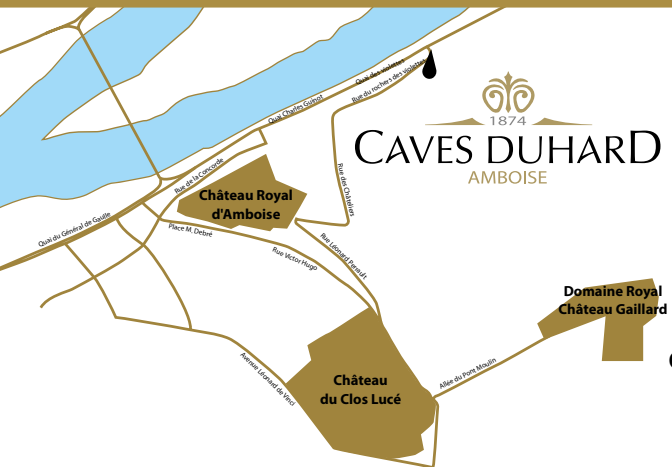 Quai des violettes
Rue du rochers des violettes
Quai Charles Guinot
1874
CAVES DUHARD
AMBOISE
Rue de la Concorde
Rue des Châteliers
Château Royal
d'Amboise
Quai du Général de Gaulle
Place M. Debré
Rue Victor Hugo
Rue Léonard Perrault
Domaine Royal
Château Gaillard
Avenue Léonard de Vinci
Château
du Clos Lucé
Allée du Pont Moulin